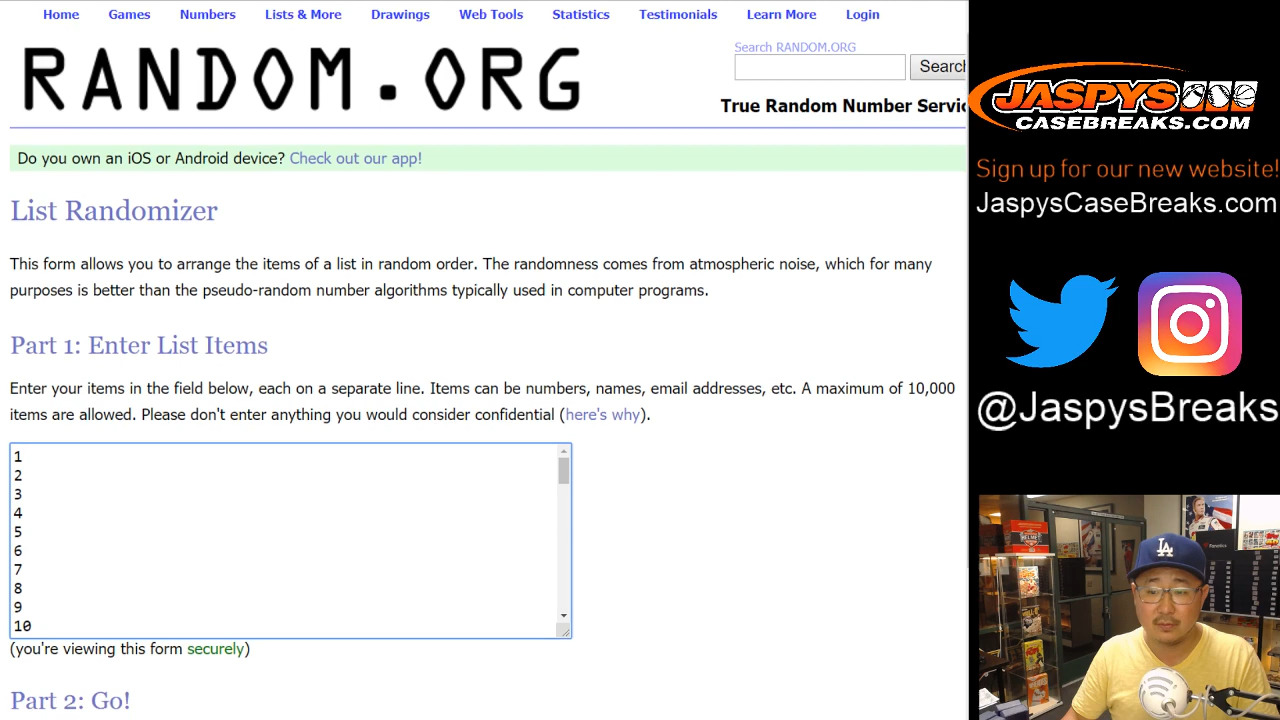 Home Games Numbers Lists & More Drawings Web Tools Statistics Testimonials Learn More Login
RANDOM.ORG
Search RANDOM.ORG
Search
True Random Number Servic
Do you own an iOS or Android device? Check out our app!
List Randomizer
This form allows you to arrange the items of a list in random order. The randomness comes from atmospheric noise, which for many
purposes is better than the pseudo-random number algorithms typically used in computer programs.
Part 1: Enter List Items
Enter your items in the field below, each on a separate line. Items can be numbers, names, email addresses, etc. A maximum of 10,000
items are allowed. Please don't enter anything you would consider confidential (here's why).
1
2
3
4
5
6
7
8
9
10
(you're viewing this form securely)
Part 2: Go!
JASPYS
CASEBREAKS.COM
Sign up for our new website!
JaspysCaseBreaks.com
@JaspysBreaks
LA